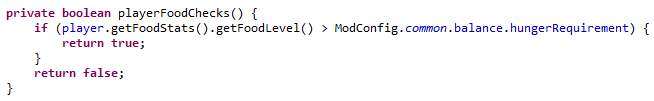 private boolean playerFoodChecks() {
    if (player.getFoodStats().getFoodLevel() > ModConfig.common.balance.hungerRequirement) {
        return true;
    }
    return false;
}